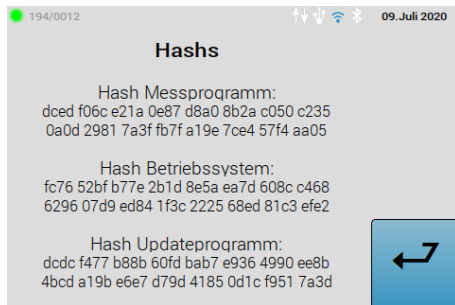 194/0012
09.Juli 2020
Hashs
Hash Messprogramm:
dced f06c e21a 0e87 d8a0 8b2a c050 c235
0a0d 2981 7a3f fb7f a19e 7ce4 57f4 aa05
Hash Betriebssystem:
fc76 52bf b77e 2b1d 8e5a ea7d 608c c468
6296 07d9 ed84 1f3c 2225 68ed 81c3 efe2
Hash Updateprogramm:
dcdc f477 b88b 60fd bab7 e936 4990 ee8b
4bcd a19b e6e7 d79d 4185 0d1c f951 7a3d